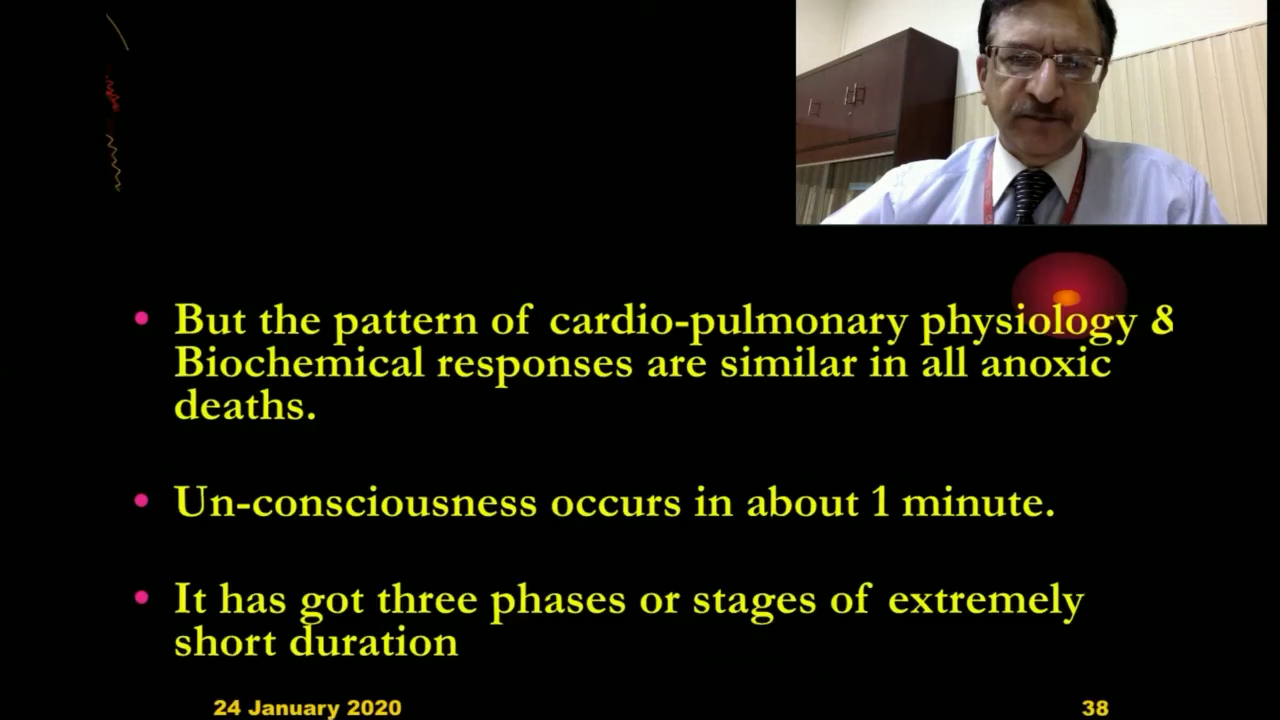 • But the pattern of cardio-pulmonary physiology &
Biochemical responses are similar in all anoxic
deaths.
• Un-consciousness occurs in about 1 minute.
• It has got three phases or stages of extremely
short duration
24 January 2020
38